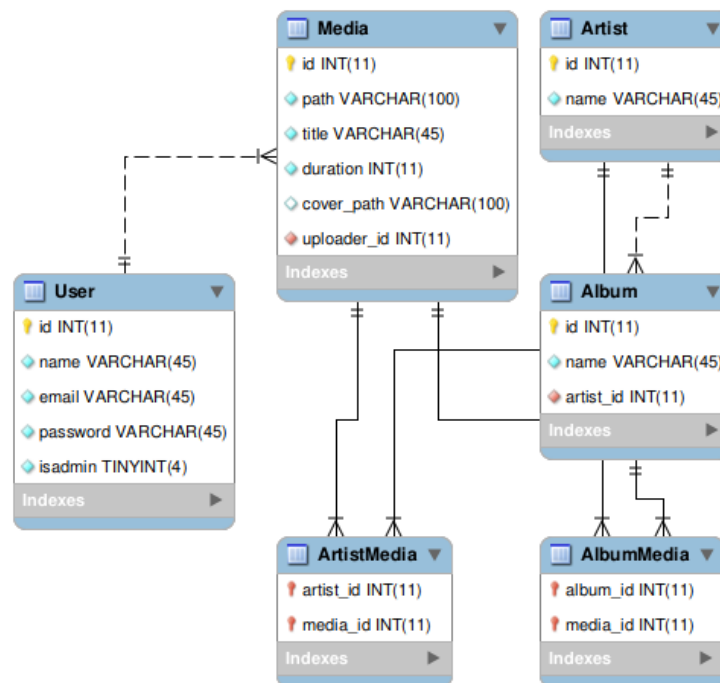 Media
id INT(11)
path VARCHAR(100)
title VARCHAR(45)
duration INT(11)
cover_path VARCHAR(100)
uploader_id INT(11)
Indexes
Artist
id INT(11)
name VARCHAR(45)
Indexes
User
id INT(11)
name VARCHAR(45)
email VARCHAR(45)
password VARCHAR(45)
isadmin TINYINT(4)
Indexes
Album
id INT(11)
name VARCHAR(45)
artist_id INT(11)
Indexes
ArtistMedia
artist_id INT(11)
media_id INT(11)
Indexes
AlbumMedia
album_id INT(11)
media_id INT(11)
Indexes